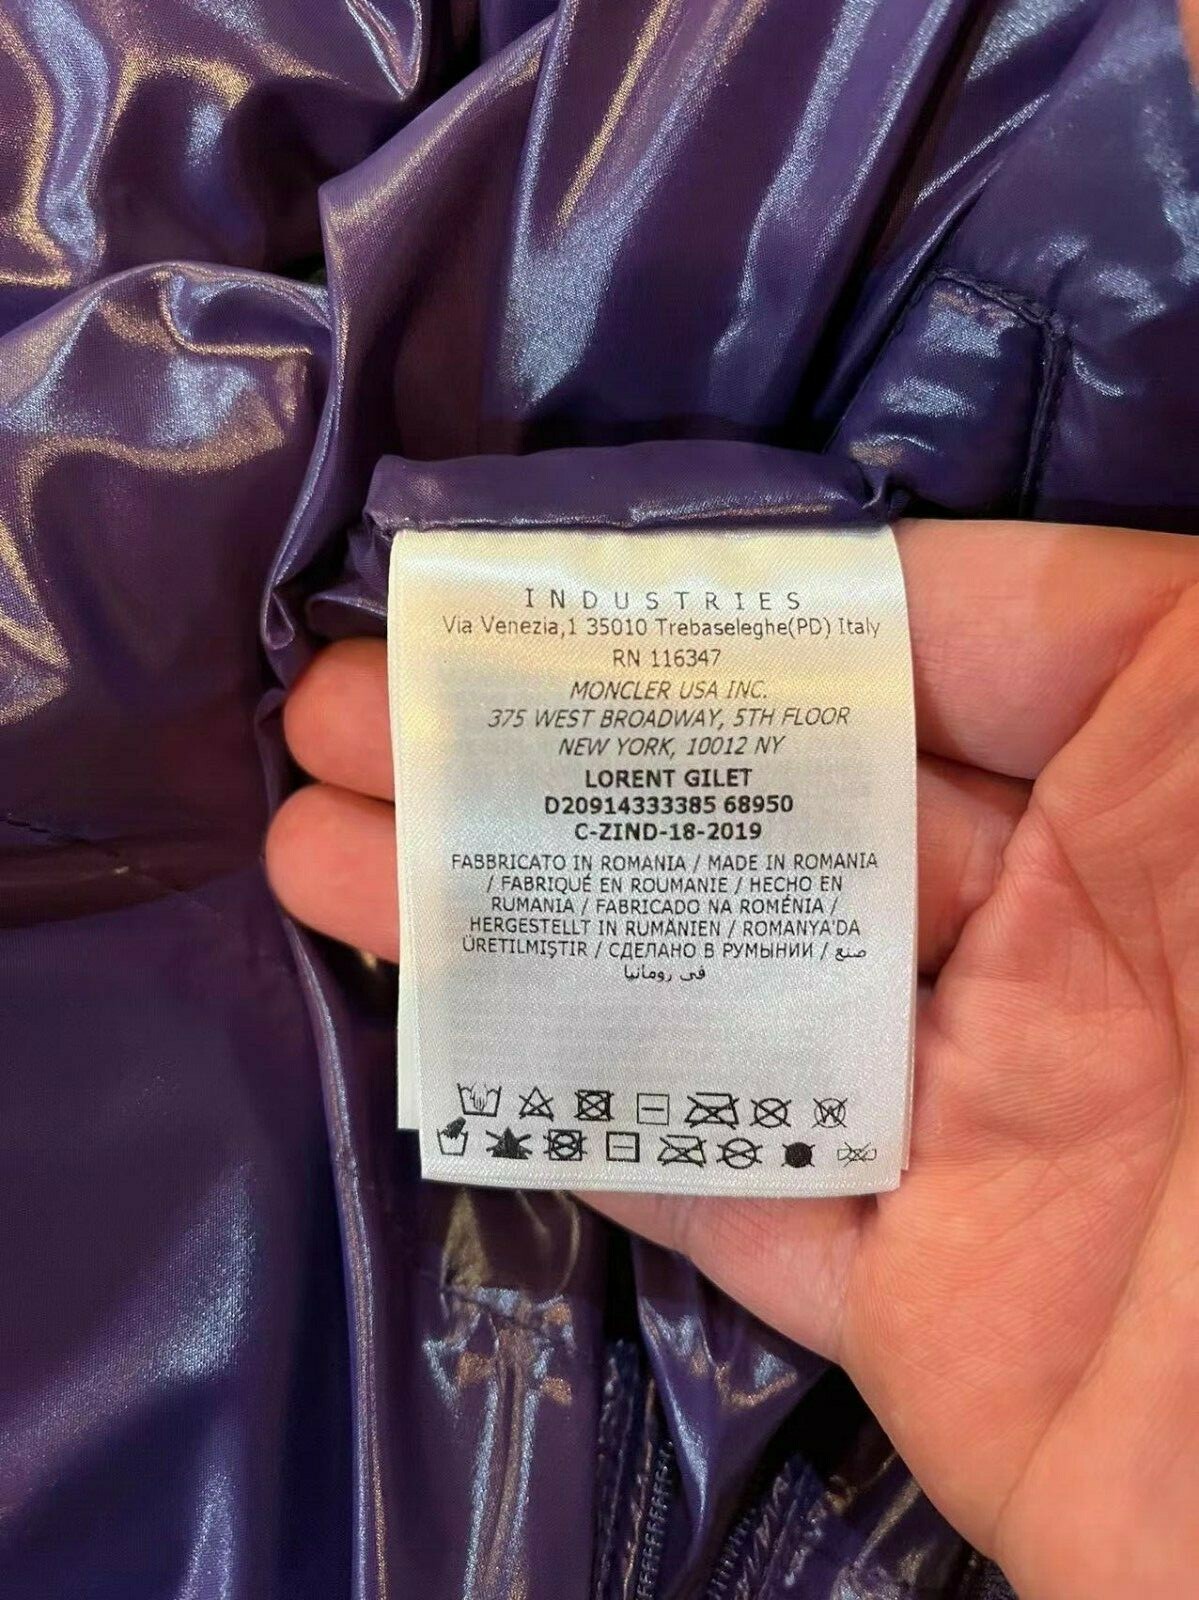 INDUSTRIES
Via Venezia,1 35010 Trebaseleghe(PD) Italy
RN 116347
MONCLER USA INC.
375 WEST BROADWAY, 5TH FLOOR
NEW YORK, 10012 NY
LORENT GILET
D20914333385 68950
C-ZIND-18-2019
FABBRICATO IN ROMANIA / MADE IN ROMANIA
/ FABRIQUÉ EN ROUMANIE / HECHO EN
RUMANIA / FABRICADO NA ROMÉNIA /
HERGESTELLT IN RUMÄNIEN / ROMANYA'DA
ÜRETILMIŞTIR / СДЕЛАНО В РУМЫНИИ / صنع
في رومانيا